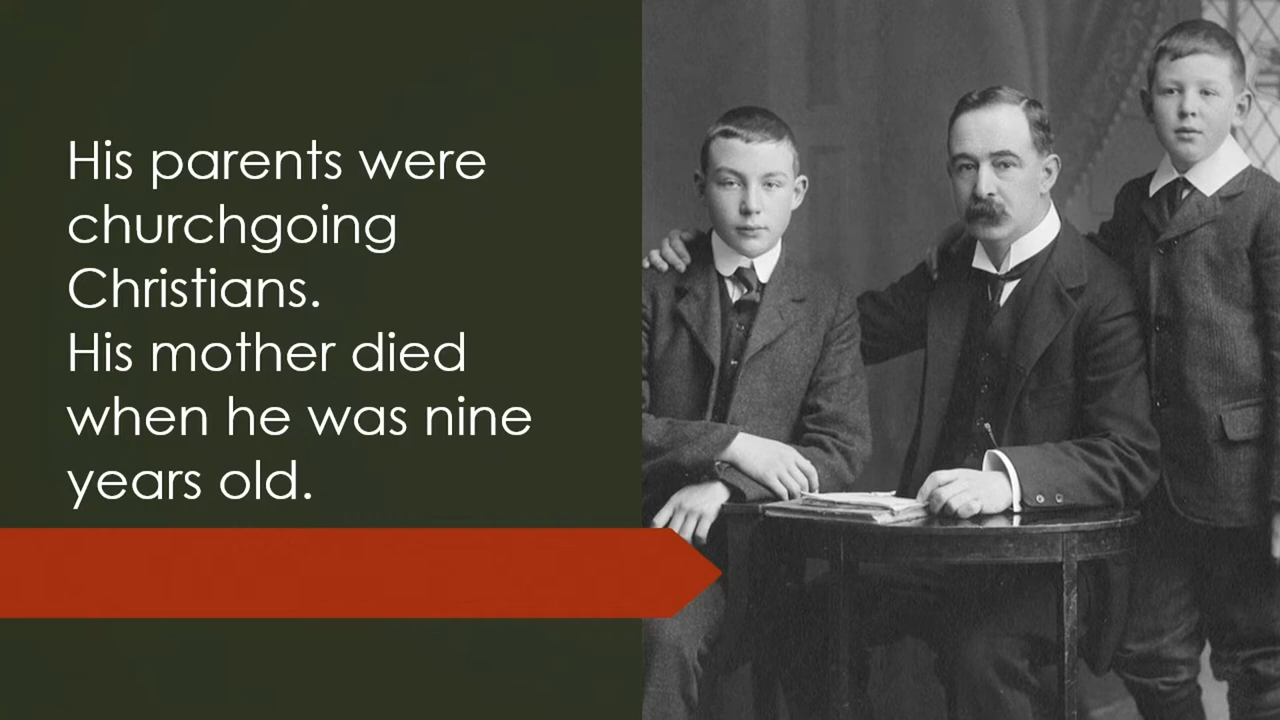 His parents were
churchgoing
Christians.
His mother died
when he was nine
years old.